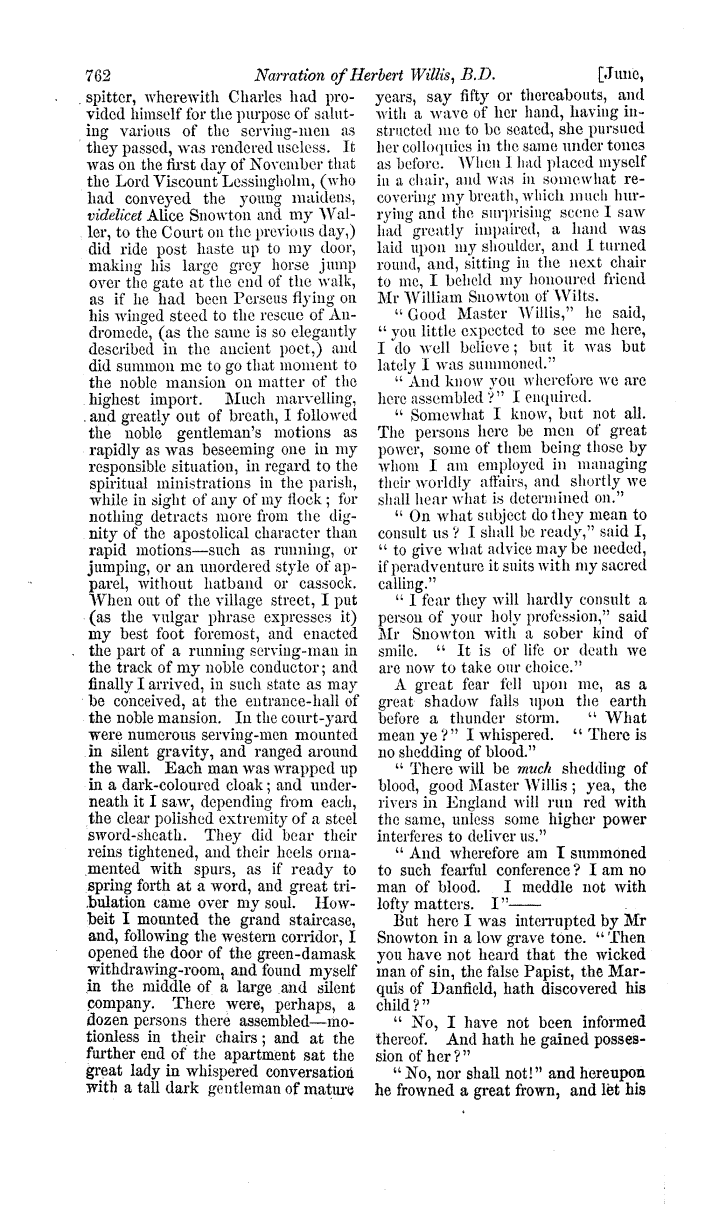 762 Narration of Herbert Willis, B.D. [June,
spitter, wherewith Charles had pro-
vided himself for the purpose of salut-
ing various of the serving-men as
they passed, was rendered useless. It
was on the first day of November that
the Lord Viscount Lessingholm, (who
had conveyed the young maidens,
videlicet Alice Snowton and my Wal-
ler, to the Court on the previous day,)
did ride post haste up to my door,
making his large grey horse jump
over the gate at the end of the walk,
as if he had been Perseus flying on
his winged steed to the rescue of An-
dromede, (as the same is so elegantly
described in the ancient poet,) and
did summon me to go that moment to
the noble mansion on matter of the
highest import. Much marvelling,
and greatly out of breath, I followed
the noble gentleman's motions as
rapidly as was beseeming one in my
responsible situation, in regard to the
spiritual ministrations in the parish,
while in sight of any of my flock; for
nothing detracts more from the dig-
nity of the apostolical character than
rapid motions—such as running, or
jumping, or an unordered style of ap-
parel, without hatband or cassock.
When out of the village street, I put
(as the vulgar phrase expresses it)
my best foot foremost, and enacted
the part of a running serving-man in
the track of my noble conductor; and
finally I arrived, in such state as may
be conceived, at the entrance-hall of
the noble mansion. In the court-yard
were numerous serving-men mounted
in silent gravity, and ranged around
the wall. Each man was wrapped up
in a dark-coloured cloak; and under-
neath it I saw, depending from each,
the clear polished extremity of a steel
sword-sheath. They did bear their
reins tightened, and their heels orna-
mented with spurs, as if ready to
spring forth at a word, and great tri-
bulation came over my soul. How-
beit I mounted the grand staircase,
and, following the western corridor, I
opened the door of the green-damask
withdrawing-room, and found myself
in the middle of a large and silent
company. There were, perhaps, a
dozen persons there assembled—mo-
tionless in their chairs; and at the
further end of the apartment sat the
great lady in whispered conversation
with a tall dark gentleman of mature
years, say fifty or thereabouts, and
with a wave of her hand, having in-
structed me to be seated, she pursued
her colloquies in the same under tones
as before. When I had placed myself
in a chair, and was in somewhat re-
covering my breath, which much hur-
rying and the surprising scene I saw
had greatly impaired, a hand was
laid upon my shoulder, and I turned
round, and, sitting in the next chair
to me, I beheld my honoured friend
Mr William Snowton of Wilts.
"Good Master Willis," he said,
"you little expected to see me here,
I do well believe; but it was but
lately I was summoned."
"And know you wherefore we are
here assembled?" I enquired.
"Somewhat I know, but not all.
The persons here be men of great
power, some of them being those by
whom I am employed in managing
their worldly affairs, and shortly we
shall hear what is determined on."
"On what subject do they mean to
consult us? I shall be ready," said I,
"to give what advice may be needed,
if peradventure it suits with my sacred
calling."
"I fear they will hardly consult a
person of your holy profession," said
Mr Snowton with a sober kind of
smile. "It is of life or death we
are now to take our choice."
A great fear fell upon me, as a
great shadow falls upon the earth
before a thunder storm. "What
mean ye?" I whispered. "There is
no shedding of blood."
"There will be much shedding of
blood, good Master Willis; yea, the
rivers in England will run red with
the same, unless some higher power
interferes to deliver us."
"And wherefore am I summoned
to such fearful conference? I am no
man of blood. I meddle not with
lofty matters. I"——
But here I was interrupted by Mr
Snowton in a low grave tone. "Then
you have not heard that the wicked
man of sin, the false Papist, the Mar-
quis of Danfield, hath discovered his
child?"
"No, I have not been informed
thereof. And hath he gained posses-
sion of her?"
"No, nor shall not!" and hereupon
he frowned a great frown, and let his